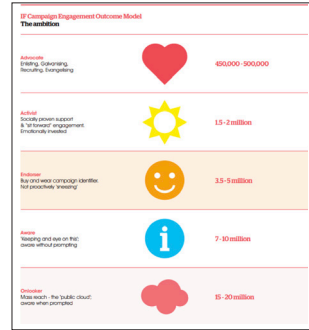 IF Campaign Engagement Outcome Model
The ambition
Advocate
Enlisting, Galvanising,
Recruiting, Evangelising
450,000 - 500,000
Activist
Socially proven support
& "sit forward" engagement
Emotionally invested
1.5 - 2 million
Endorser
Buy and wear campaign identifier.
Not proactively 'sneezing'
3.5 - 5 million
Aware
'Keeping and eye on this':
aware without prompting
i
7 - 10 million
Onlooker
Mass reach - the 'public cloud':
aware when prompted
15 - 20 million